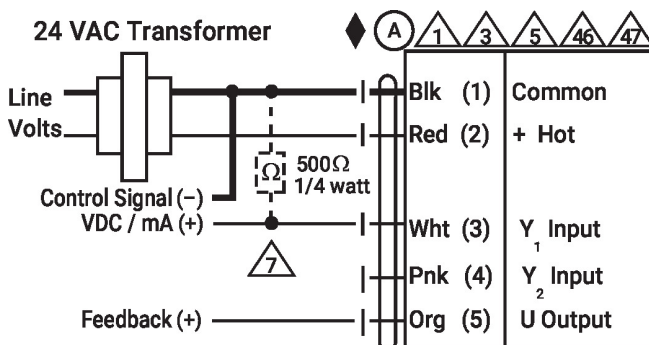 24 VAC Transformer
A 1 3 5 46 47
Line
Volts
Blk (1) Common
Red (2) + Hot
Ω 500Ω
1/4 watt
Control Signal (–)
VDC / mA (+)
7
Wht (3) Y1 Input
Pnk (4) Y2 Input
Feedback (+)
Org (5) U Output